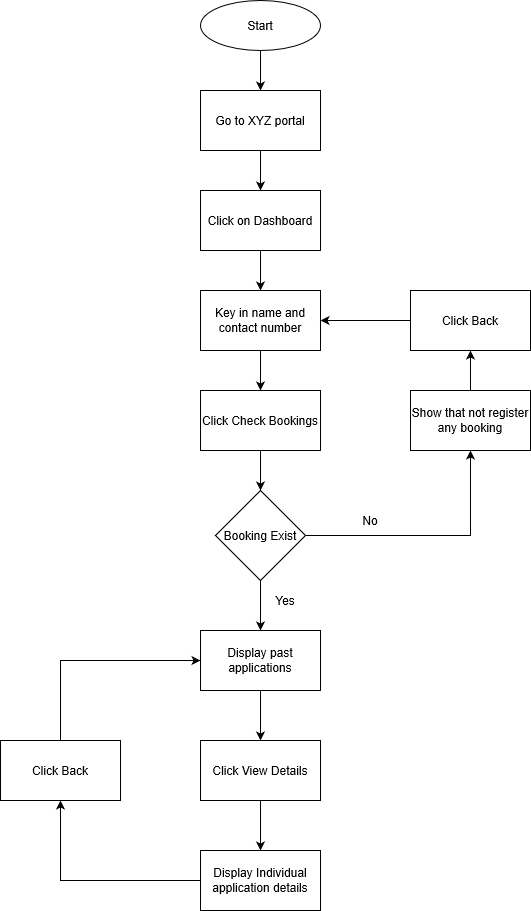 Start
Go to XYZ portal
Click on Dashboard
Key in name and
contact number
Click Back
Click Check Bookings
Show that not register
any booking
Booking Exist
No
Yes
Display past
applications
Click Back
Click View Details
Display Individual
application details